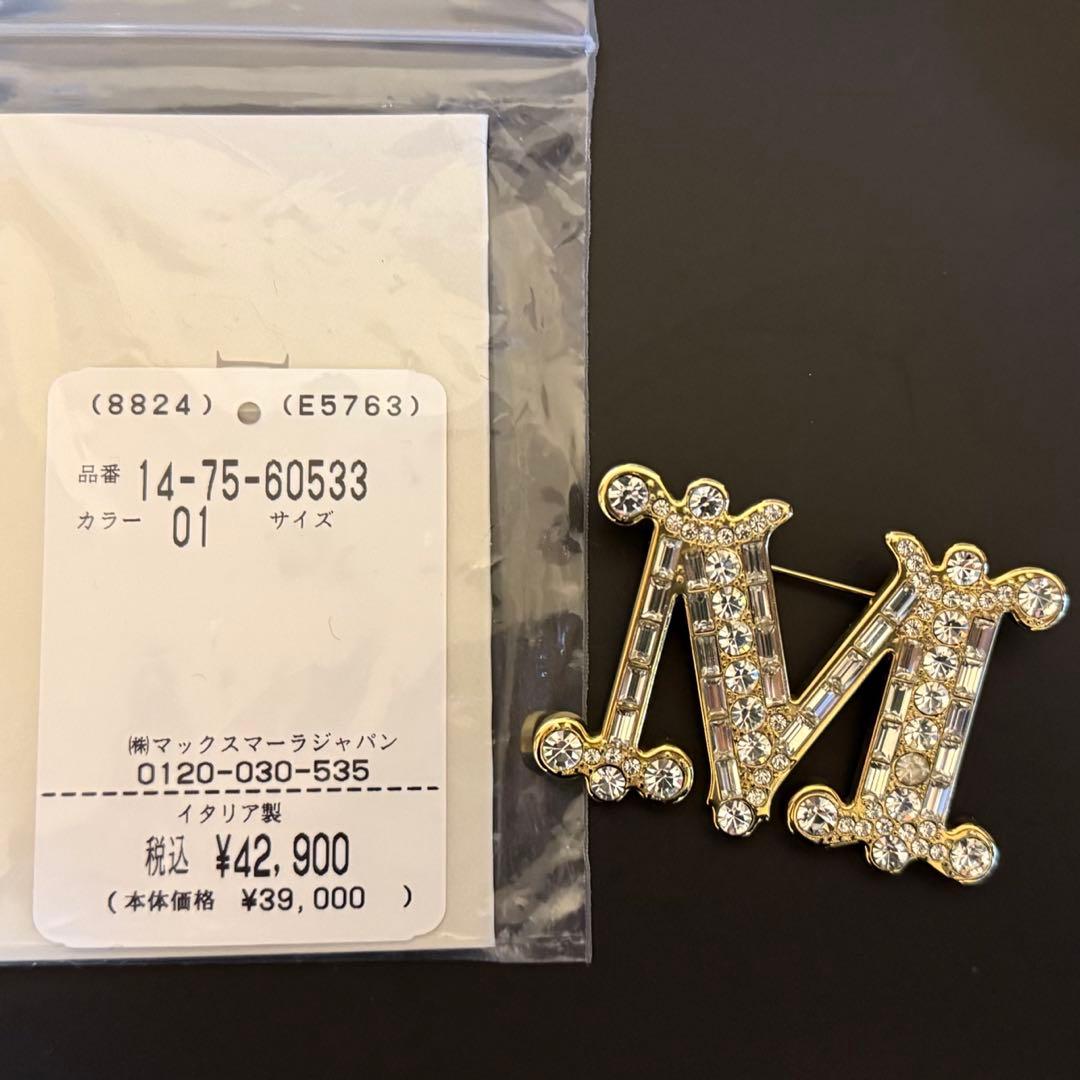 (8824) (E5763)
品番 14-75-60533
カラー 01 サイズ
㈱マックスマーラジャパン
0120-030-535
イタリア製
税込 ¥42,900
(本体価格 ¥39,000 )
M